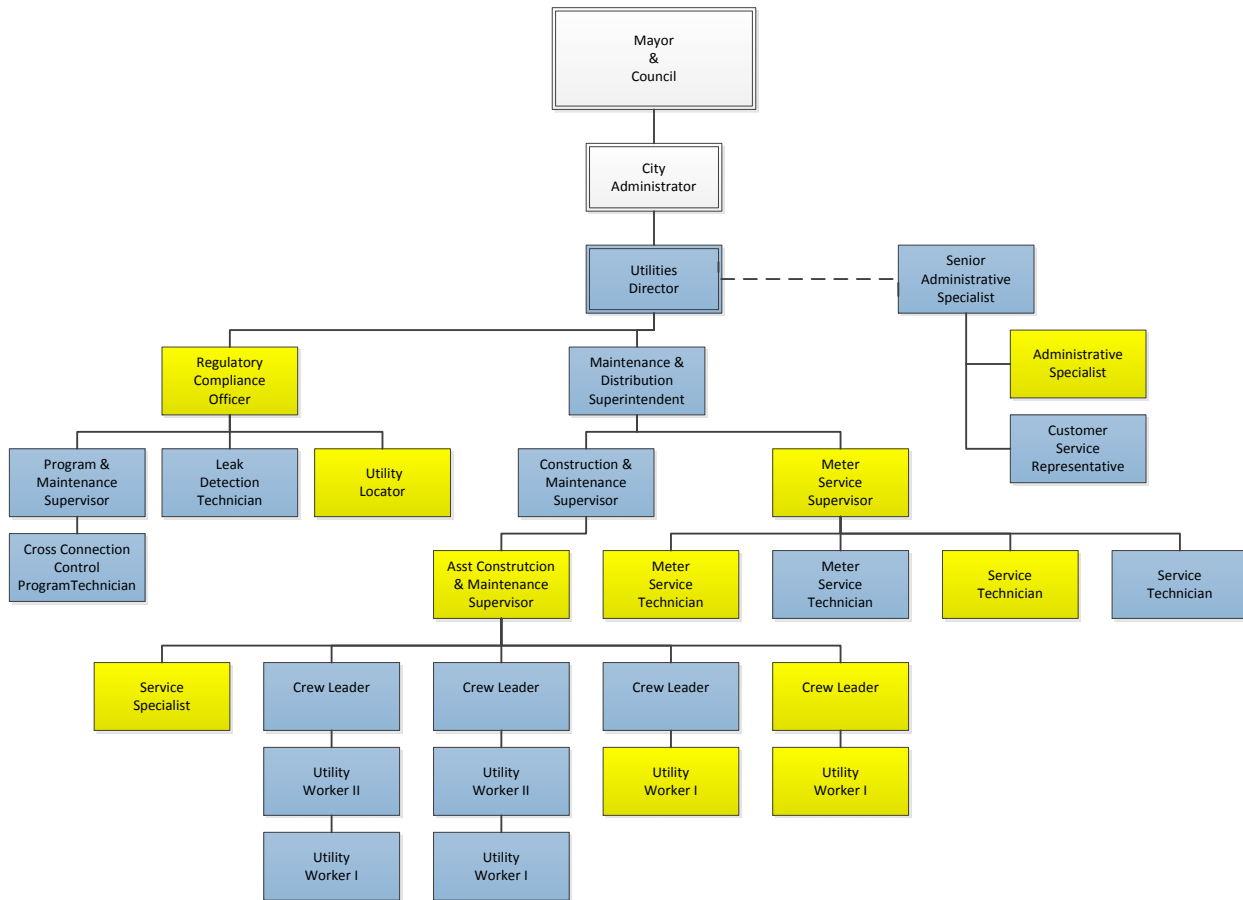 Mayor
&
Council
City
Administrator
Utilities
Director
Senior
Administrative
Specialist
Regulatory
Compliance
Officer
Maintenance &
Distribution
Superintendent
Administrative
Specialist
Customer
Service
Representative
Program &
Maintenance
Supervisor
Leak
Detection
Technician
Utility
Locator
Construction &
Maintenance
Supervisor
Meter
Service
Supervisor
Cross Connection
Control
ProgramTechnician
Asst Construtcion
& Maintenance
Supervisor
Meter
Service
Technician
Meter
Service
Technician
Service
Technician
Service
Technician
Service
Specialist
Crew Leader
Crew Leader
Crew Leader
Crew Leader
Utility
Worker II
Utility
Worker II
Utility
Worker I
Utility
Worker I
Utility
Worker I
Utility
Worker I